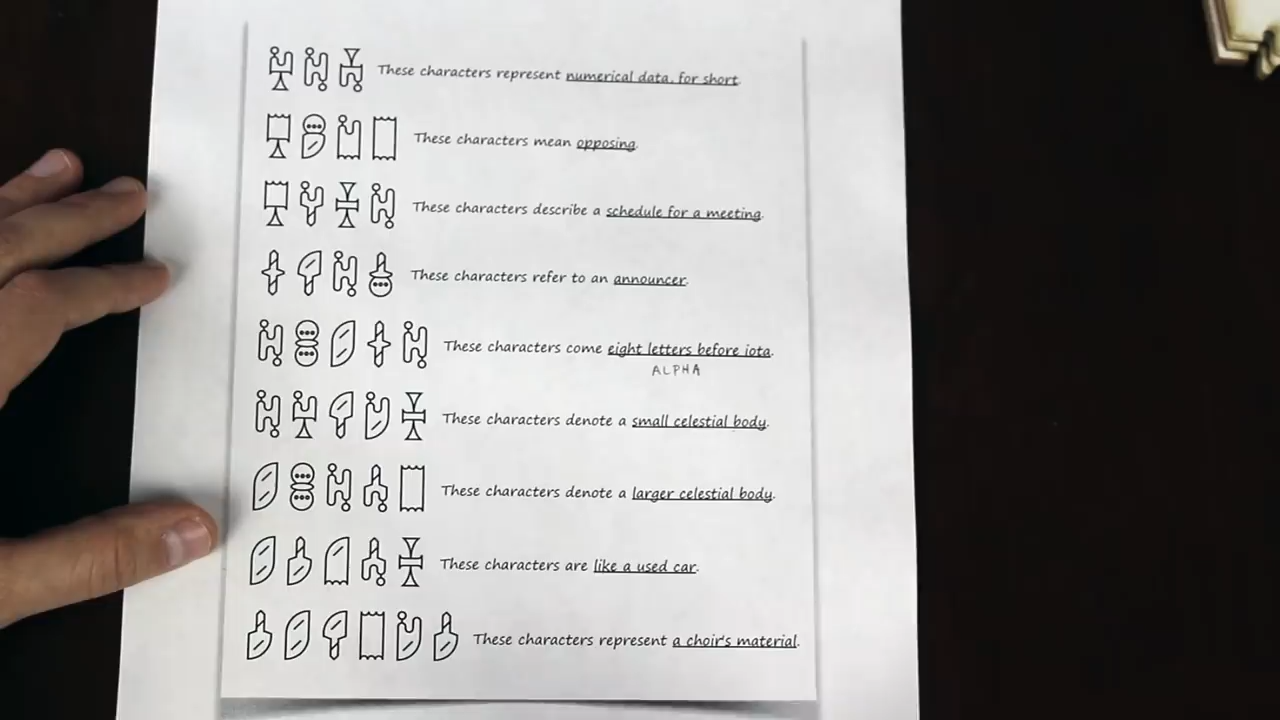 These characters represent numerical data, for short.
These characters mean opposing.
These characters describe a schedule for a meeting.
These characters refer to an announcer.
These characters come eight letters before iota.
ALPHA
These characters denote a small celestial body.
These characters denote a larger celestial body.
These characters are like a used car.
These characters represent a choir's material.